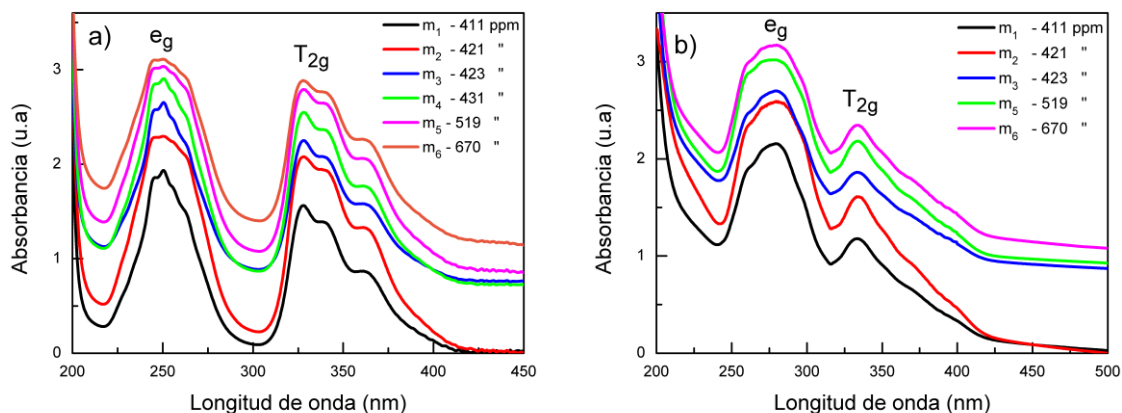 a)
e_g
T_2g
m_1 - 411 ppm
m_2 - 421 "
m_3 - 423 "
m_4 - 431 "
m_5 - 519 "
m_6 - 670 "
Absorbancia (u.a)
3
2
1
0
200 250 300 350 400 450
Longitud de onda (nm)
b)
e_g
T_2g
m_1 - 411 ppm
m_2 - 421 "
m_3 - 423 "
m_5 - 519 "
m_6 - 670 "
Absorbancia (u.a)
3
2
1
0
200 250 300 350 400 450 500
Longitud de onda (nm)